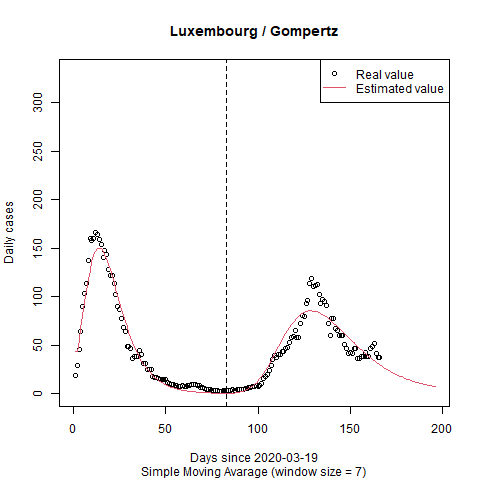 Luxembourg / Gompertz
Real value
Estimated value
Daily cases
300
250
200
150
100
50
0
0 50 100 150 200
Days since 2020-03-19
Simple Moving Avarage (window size = 7)